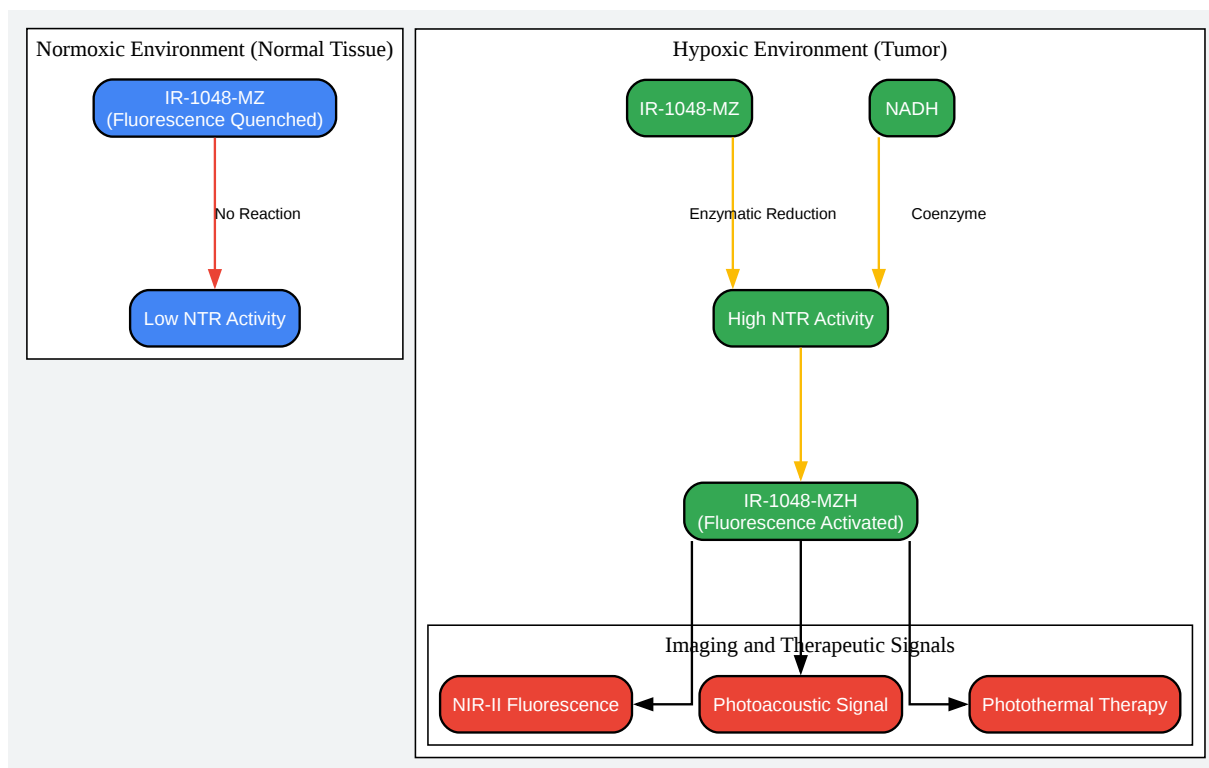 Normoxic Environment (Normal Tissue)
IR-1048-MZ
(Fluorescence Quenched)
No Reaction
Low NTR Activity
Hypoxic Environment (Tumor)
IR-1048-MZ
NADH
Enzymatic Reduction
Coenzyme
High NTR Activity
IR-1048-MZH
(Fluorescence Activated)
Imaging and Therapeutic Signals
NIR-II Fluorescence
Photoacoustic Signal
Photothermal Therapy